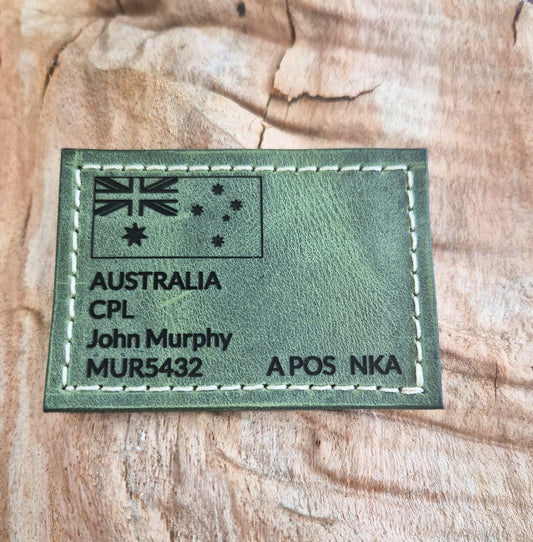 AUSTRALIA
CPL
John Murphy
MUR5432 A POS NKA